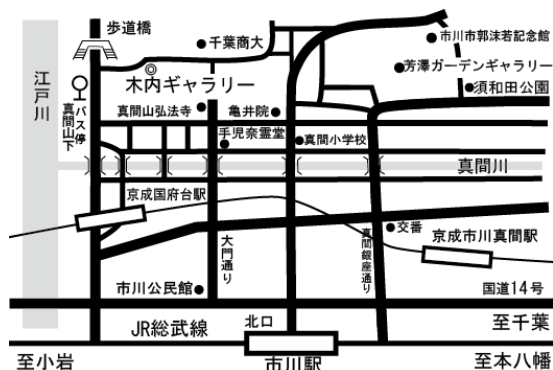 歩道橋
千葉商大
市川市郭沫若記念館
芳澤ガーデンギャラリー
須和田公園
江戸川
木内ギャラリー
バス停
真間山下
真間山弘法寺
亀井院
手児奈霊堂
真間小学校
真間川
京成国府台駅
大門通り
真間銀座通り
交番
京成市川真間駅
市川公民館
国道14号
JR総武線
北口
至千葉
至小岩
市川駅
至本八幡